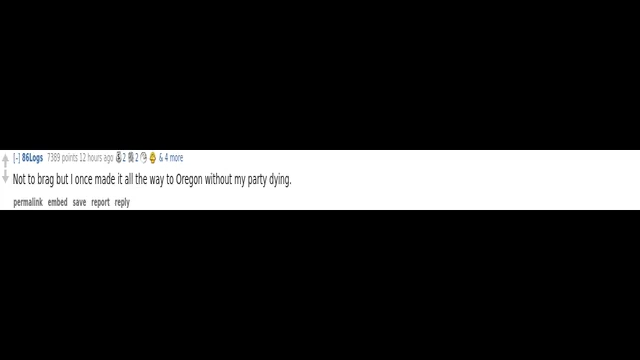 [-] 86Logs 7389 points 12 hours ago 2 2 & 4 more
Not to brag but I once made it all the way to Oregon without my party dying.
permalink embed save report reply